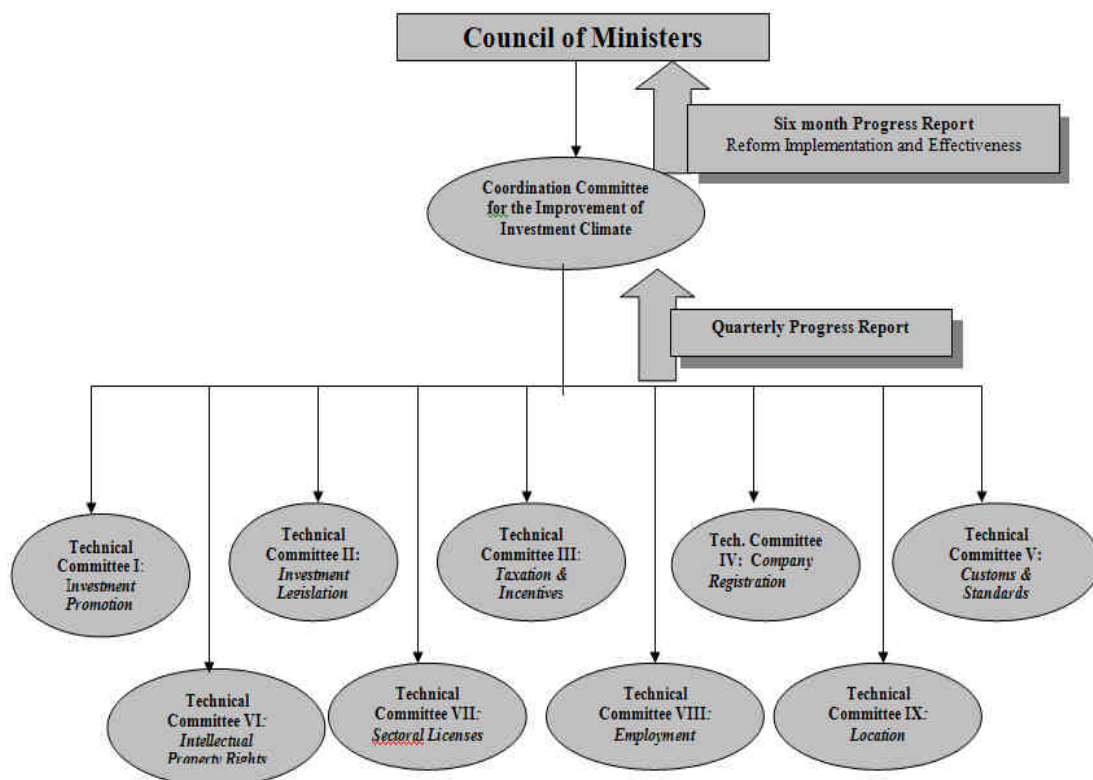 Council of Ministers
Six month Progress Report
Reform Implementation and Effectiveness
Coordination Committee
for the Improvement of
Investment Climate
Quarterly Progress Report
Technical
Committee I:
Investment
Promotion
Technical
Committee II:
Investment
Legislation
Technical
Committee III:
Taxation &
Incentives
Tech. Committee
IV: Company
Registration
Technical
Committee V:
Customs &
Standards
Technical
Committee VI:
Intellectual
Property Rights
Technical
Committee VII:
Sectoral Licenses
Technical
Committee VIII:
Employment
Technical
Committee IX:
Location